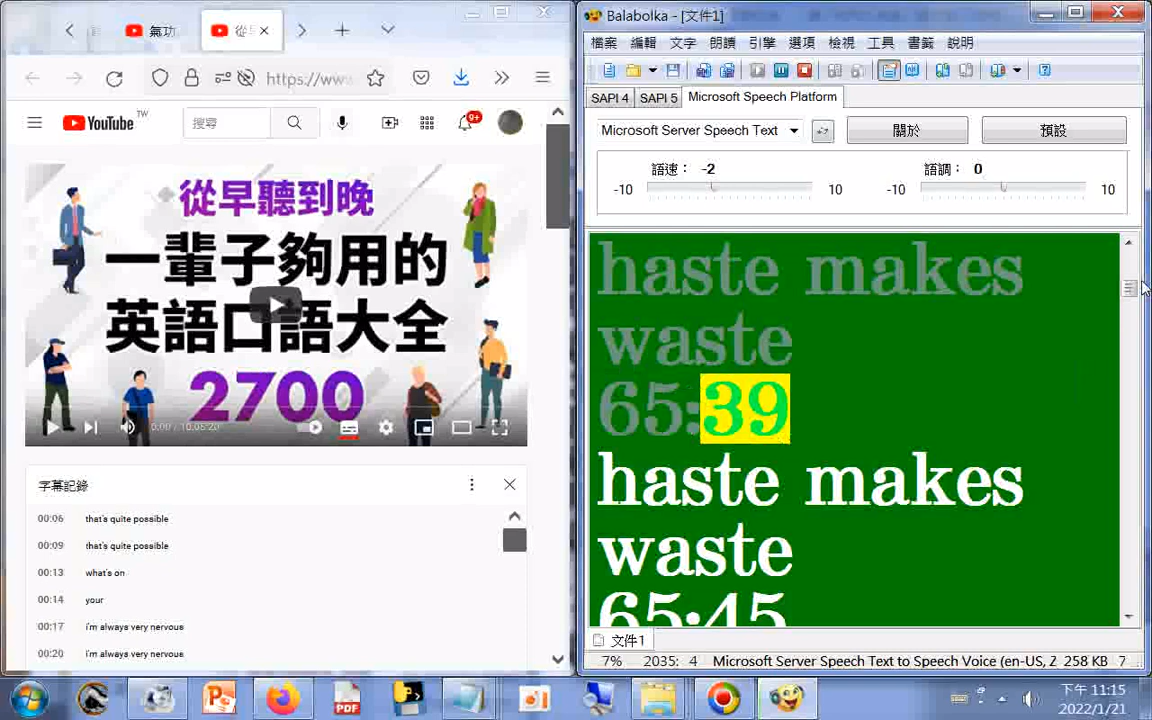 氣功
從早
https://www
YouTube TW
搜尋
9+
從早聽到晚
一輩子夠用的
英語口語大全
2700
0:00 / 10:05:20
字幕記錄
00:06 that's quite possible
00:09 that's quite possible
00:13 what's on
00:14 your
00:17 i'm always very nervous
00:20 i'm always very nervous
Balabolka - [文件1]
檔案 編輯 文字 朗讀 引擎 選項 檢視 工具 書籤 說明
SAPI 4 SAPI 5 Microsoft Speech Platform
Microsoft Server Speech Text 關於 預設
語速： -2 語調： 0
-10 10 -10 10
haste makes
waste
65:39
haste makes
waste
65:45
文件1
7% 2035: 4 Microsoft Server Speech Text to Speech Voice (en-US, Z 258 KB 7
PDF
下午 11:15
2022/1/21